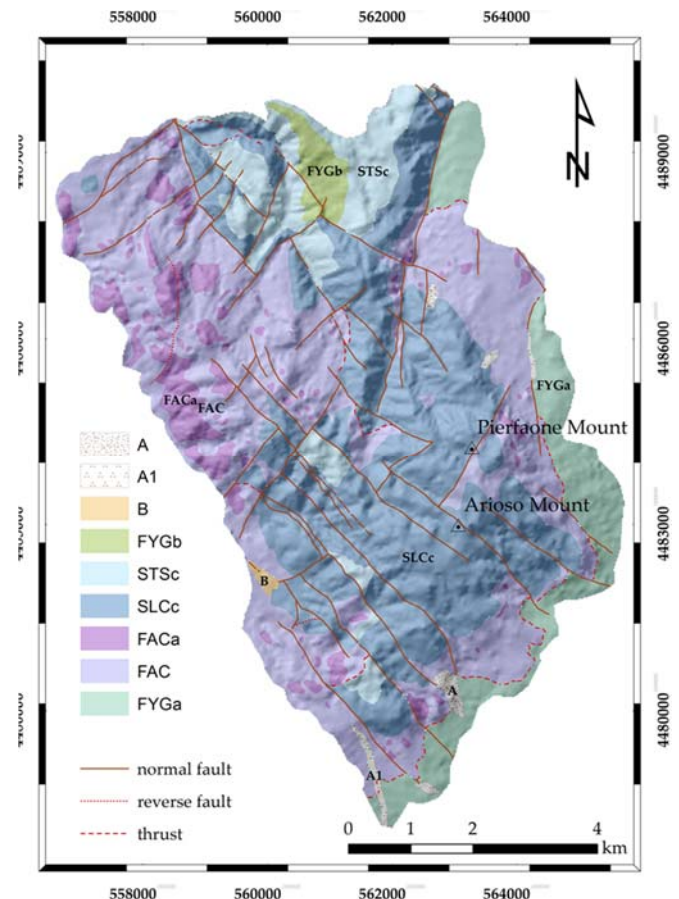 558000 560000 562000 564000
4489000
FYGb STSc
4486000
FACa
FAC
FYGa
Pierfaone Mount
Arioso Mount
4483000
SLCc
B
A
A1
4480000
A
A1
B
FYGb
STSc
SLCc
FACa
FAC
FYGa
normal fault
reverse fault
thrust
N
0 1 2 4
km
558000 560000 562000 564000